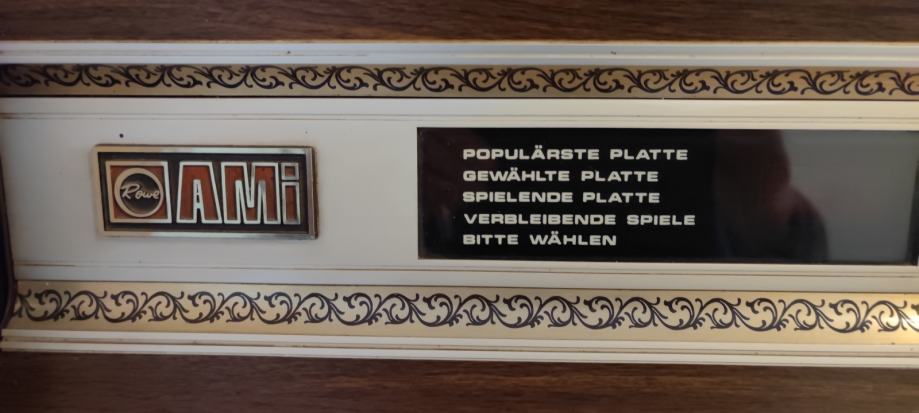 Rowe AMi
POPULÄRSTE PLATTE
GEWÄHLTE PLATTE
SPIELENDE PLATTE
VERBLEIBENDE SPIELE
BITTE WÄHLEN